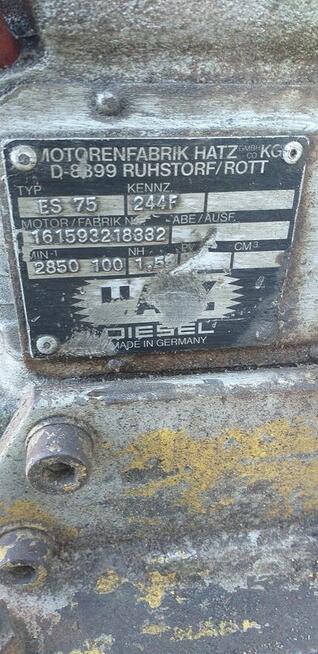 MOTORENFABRIK HATZ GMBH CO KG
D-8399 RUHSTORF/ROTT
TYP KENNZ.
ES 75 244F
MOTOR/FABRIK N ABE/AUSF.
161593218332
MIN-1 NH CM³
2850 100
HATZ
DIESEL
MADE IN GERMANY